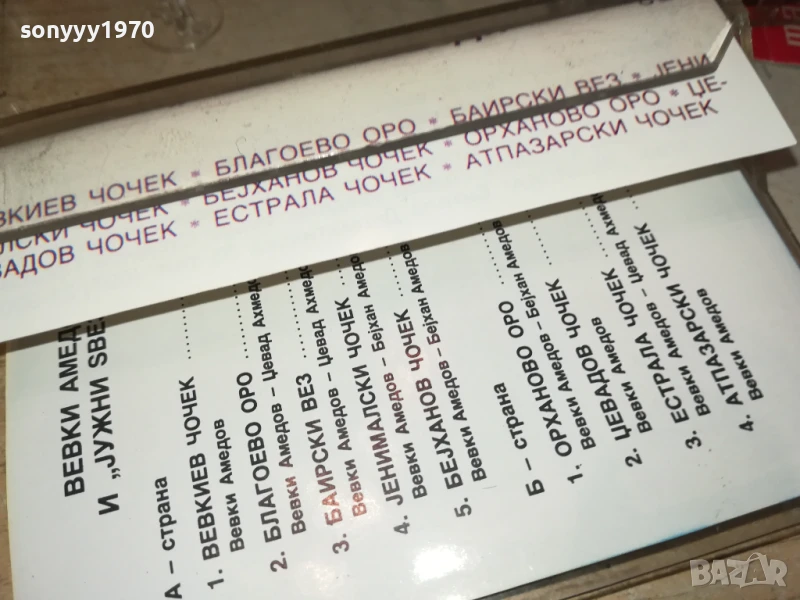 sonyyy1970
ВКИЕВ ЧОЧЕК * БЛАГОЕВО ОРО * БАИРСКИ ВЕЗ * ЈЕНИ
ЛСКИ ЧОЧЕК * БЕЈХАНОВ ЧОЧЕК * ОРХАНОВО ОРО * ЏЕ-
ВАДОВ ЧОЧЕК * ЕСТРАЛА ЧОЧЕК * АТПАЗАРСКИ ЧОЧЕК
ВЕВКИ АМЕД
И „ЈУЖНИ ЅВЕЗ
А – страна
1. ВЕВКИЕВ ЧОЧЕК
Вевки Амедов
2. БЛАГОЕВО ОРО
Вевки Амедов – Џевад Ахмедо
3. БАИРСКИ ВЕЗ
Вевки Амедов – Џевад Ахмедов
4. ЈЕНИМАЛСКИ ЧОЧЕК
Вевки Амедов – Бејхан Амедов
5. БЕЈХАНОВ ЧОЧЕК
Вевки Амедов – Бејхан Амедов
Б – страна
1. ОРХАНОВО ОРО
Вевки Амедов – Бејхан Амедов
2. ЏЕВАДОВ ЧОЧЕК
Вевки Амедов – Џевад Ахмедов
3. ЕСТРАЛА ЧОЧЕК
Вевки Амедов
4. АТПАЗАРСКИ ЧОЧЕК
Вевки Амедов
BAZAR